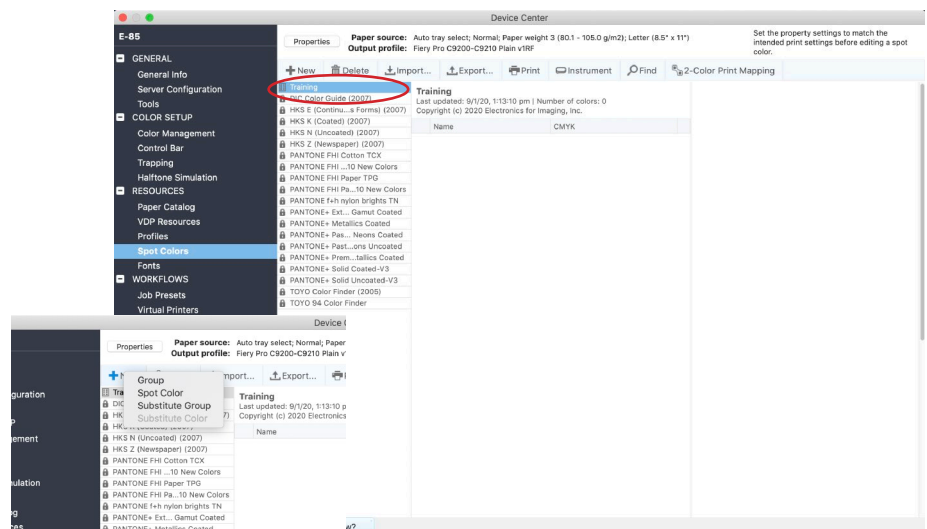 Device Center
E-85
GENERAL
General Info
Server Configuration
Tools
COLOR SETUP
Color Management
Control Bar
Trapping
Halftone Simulation
RESOURCES
Paper Catalog
VDP Resources
Profiles
Spot Colors
Fonts
WORKFLOWS
Job Presets
Virtual Printers
Properties
Paper source: Auto tray select; Normal; Paper weight 3 (80.1 - 105.0 g/m2); Letter (8.5" x 11")
Output profile: Fiery Pro C9200-C9210 Plain v1RF
Set the property settings to match the
intended print settings before editing a spot
color.
New Delete Import... Export... Print Instrument Find 2-Color Print Mapping
Training
DIC Color Guide (2007)
HKS E (Continu...s Forms) (2007)
HKS K (Coated) (2007)
HKS N (Uncoated) (2007)
HKS Z (Newspaper) (2007)
PANTONE FHI Cotton TCX
PANTONE FHI ...10 New Colors
PANTONE FHI Paper TPG
PANTONE FHI Pa...10 New Colors
PANTONE f+h nylon brights TN
PANTONE+ Ext... Gamut Coated
PANTONE+ Metallics Coated
PANTONE+ Pas... Neons Coated
PANTONE+ Past...ons Uncoated
PANTONE+ Prem...tallics Coated
PANTONE+ Solid Coated-V3
PANTONE+ Solid Uncoated-V3
TOYO Color Finder (2005)
TOYO 94 Color Finder
Training
Last updated: 9/1/20, 1:13:10 pm | Number of colors: 0
Copyright (c) 2020 Electronics for Imaging, Inc.
Name CMYK
Device
Properties
Paper source: Auto tray select; Normal; Paper
Output profile: Fiery Pro C9200-C9210 Plain v
port... Export...
Group
Spot Color
Substitute Group
Substitute Color
Tra
DIC
HK 7)
HKS N (Uncoated) (2007)
HKS Z (Newspaper) (2007)
PANTONE FHI Cotton TCX
PANTONE FHI ...10 New Colors
PANTONE FHI Paper TPG
PANTONE FHI Pa...10 New Colors
PANTONE f+h nylon brights TN
PANTONE+ Ext... Gamut Coated
PANTONE+ Metallics Coated
Training
Last updated: 9/1/20, 1:13:10 p
Copyright (c) 2020 Electronics
Name
guration
ement
ulation
og
ces
w?